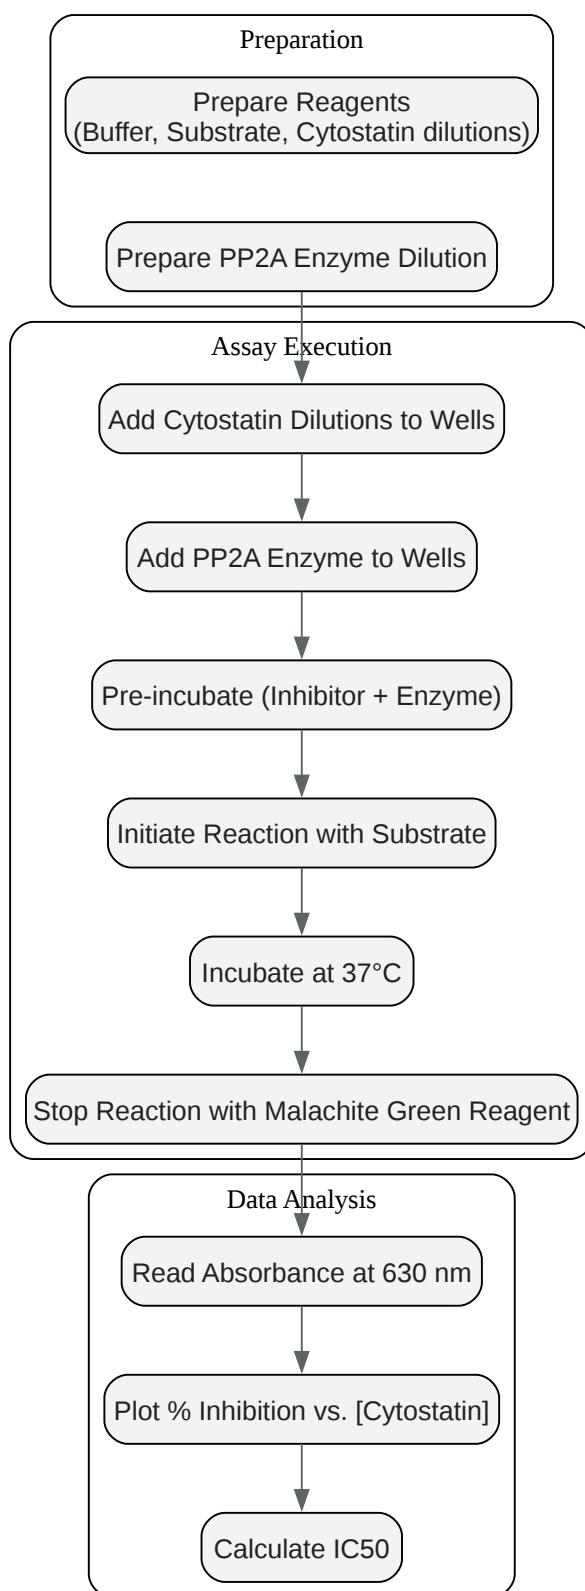 Preparation
Prepare Reagents
(Buffer, Substrate, Cytostatin dilutions)
Prepare PP2A Enzyme Dilution
Assay Execution
Add Cytostatin Dilutions to Wells
Add PP2A Enzyme to Wells
Pre-incubate (Inhibitor + Enzyme)
Initiate Reaction with Substrate
Incubate at 37°C
Stop Reaction with Malachite Green Reagent
Data Analysis
Read Absorbance at 630 nm
Plot % Inhibition vs. [Cytostatin]
Calculate IC50